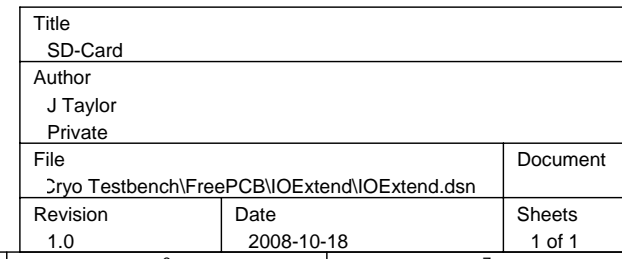 Title
SD-Card
Author
J Taylor
Private
File Document
Cryo Testbench\FreePCB\IOExtend\IOExtend.dsn
Revision Date Sheets
1.0 2008-10-18 1 of 1